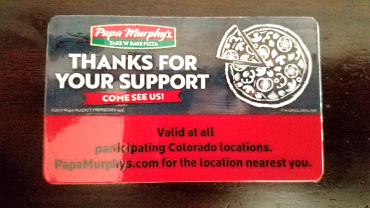 Papa Murphy's
TAKE 'N' BAKE PIZZA
THANKS FOR
YOUR SUPPORT
COME SEE US!
Valid at all
participating Colorado locations.
PapaMurphys.com for the location nearest you.